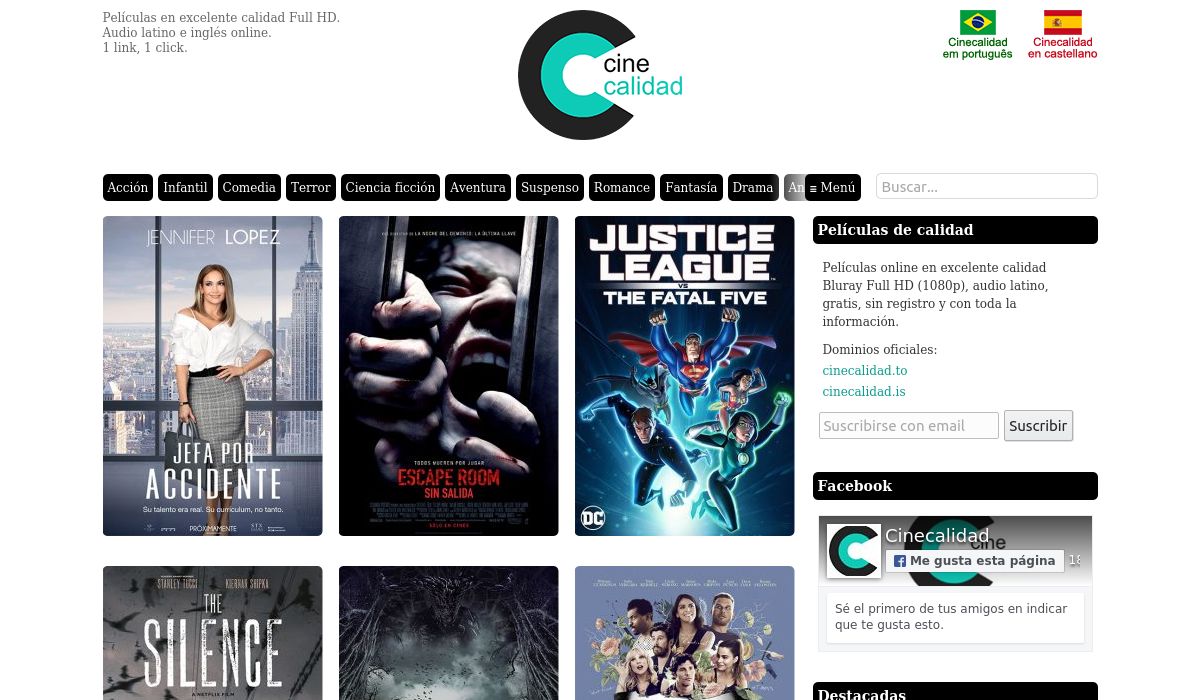 Películas en excelente calidad Full HD.
Audio latino e inglés online.
1 link, 1 click.
cine
calidad
Cinecalidad
em português
Cinecalidad
en castellano
Acción Infantil Comedia Terror Ciencia ficción Aventura Suspenso Romance Fantasía Drama An ≡ Menú
Buscar...
JENNIFER LOPEZ
JEFA POR
ACCIDENTE
Su talento era real. Su curriculum, no tanto.
PRÓXIMAMENTE
STX
LA NOCHE DEL DEMONIO: LA ÚLTIMA LLAVE
TODOS MUEREN POR JUGAR
ESCAPE ROOM
SIN SALIDA
SÓLO EN CINES
JUSTICE
LEAGUE
VS
THE FATAL FIVE
DC
Películas de calidad
Películas online en excelente calidad
Bluray Full HD (1080p), audio latino,
gratis, sin registro y con toda la
información.
Dominios oficiales:
cinecalidad.to
cinecalidad.is
Suscribirse con email Suscribir
Facebook
Cinecalidad
cine
Me gusta esta página
Sé el primero de tus amigos en indicar
que te gusta esto.
Destacadas
STANLEY TUCCI KIERNAN SHIPKA
THE
SILENCE
A NETFLIX FILM